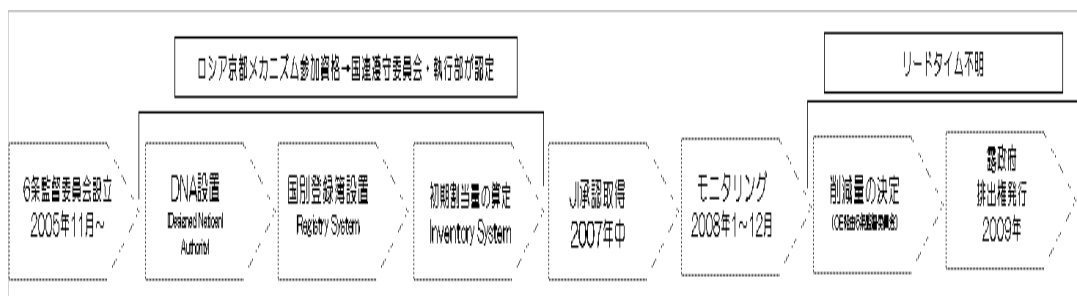 ロシア京都メカニズム参加資格→国連遵守委員会・執行部が認定
リードタイム不明
6条監督委員会設立
2005年11月～
DNA設置
Desigined National
Authority)
国別登録簿設置
Registry System)
初期割当量の算定
Inventory System)
JI承認取得
2007年中
モニタリング
2008年1～12月
削減量の決定
露政府
排出権発行
2009年